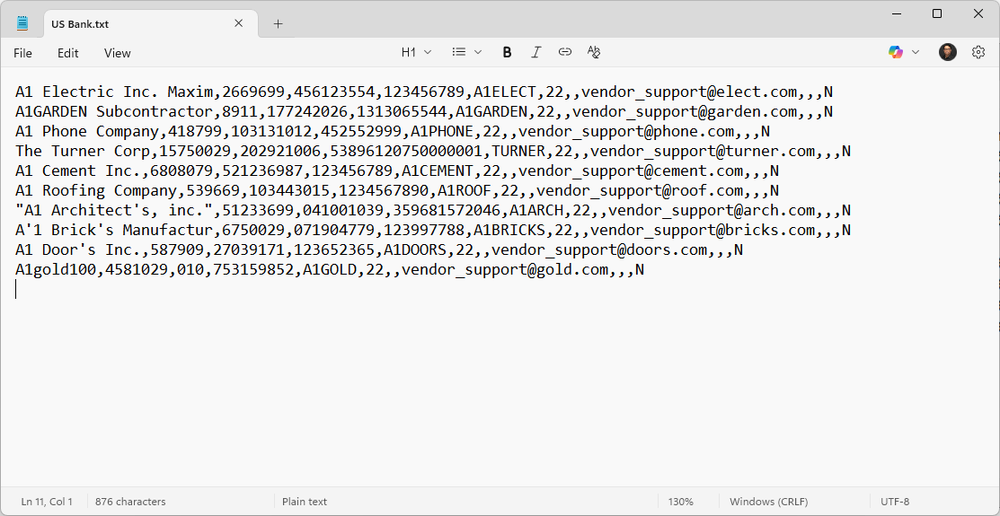 US Bank.txt
File Edit View H1 B I
A1 Electric Inc. Maxim,2669699,456123554,123456789,A1ELECT,22,,vendor_support@elect.com,,,N
A1GARDEN Subcontractor,8911,177242026,1313065544,A1GARDEN,22,,vendor_support@garden.com,,,N
A1 Phone Company,418799,103131012,452552999,A1PHONE,22,,vendor_support@phone.com,,,N
The Turner Corp,15750029,202921006,53896120750000001,TURNER,22,,vendor_support@turner.com,,,N
A1 Cement Inc.,6808079,521236987,123456789,A1CEMENT,22,,vendor_support@cement.com,,,N
A1 Roofing Company,539669,103443015,1234567890,A1ROOF,22,,vendor_support@roof.com,,,N
"A1 Architect's, inc.",51233699,041001039,359681572046,A1ARCH,22,,vendor_support@arch.com,,,N
A'1 Brick's Manufactur,6750029,071904779,123997788,A1BRICKS,22,,vendor_support@bricks.com,,,N
A1 Door's Inc.,587909,27039171,123652365,A1DOORS,22,,vendor_support@doors.com,,,N
A1gold100,4581029,010,753159852,A1GOLD,22,,vendor_support@gold.com,,,N
Ln 11, Col 1 876 characters Plain text 130% Windows (CRLF) UTF-8